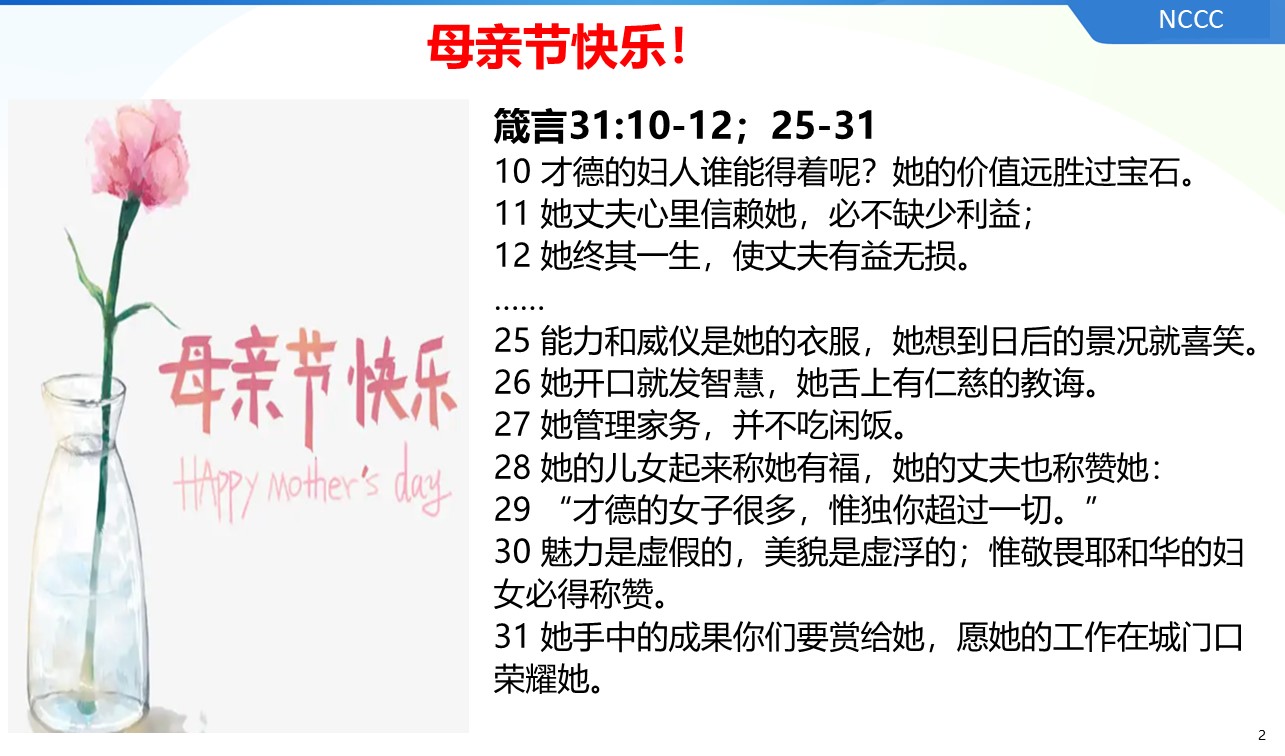 NCCC
母亲节快乐！
母亲节快乐
HAppy mother's day
箴言31:10-12；25-31
10 才德的妇人谁能得着呢？她的价值远胜过宝石。
11 她丈夫心里信赖她，必不缺少利益；
12 她终其一生，使丈夫有益无损。
……
25 能力和威仪是她的衣服，她想到日后的景况就喜笑。
26 她开口就发智慧，她舌上有仁慈的教诲。
27 她管理家务，并不吃闲饭。
28 她的儿女起来称她有福，她的丈夫也称赞她：
29 “才德的女子很多，惟独你超过一切。”
30 魅力是虚假的，美貌是虚浮的；惟敬畏耶和华的妇
女必得称赞。
31 她手中的成果你们要赏给她，愿她的工作在城门口
荣耀她。
2